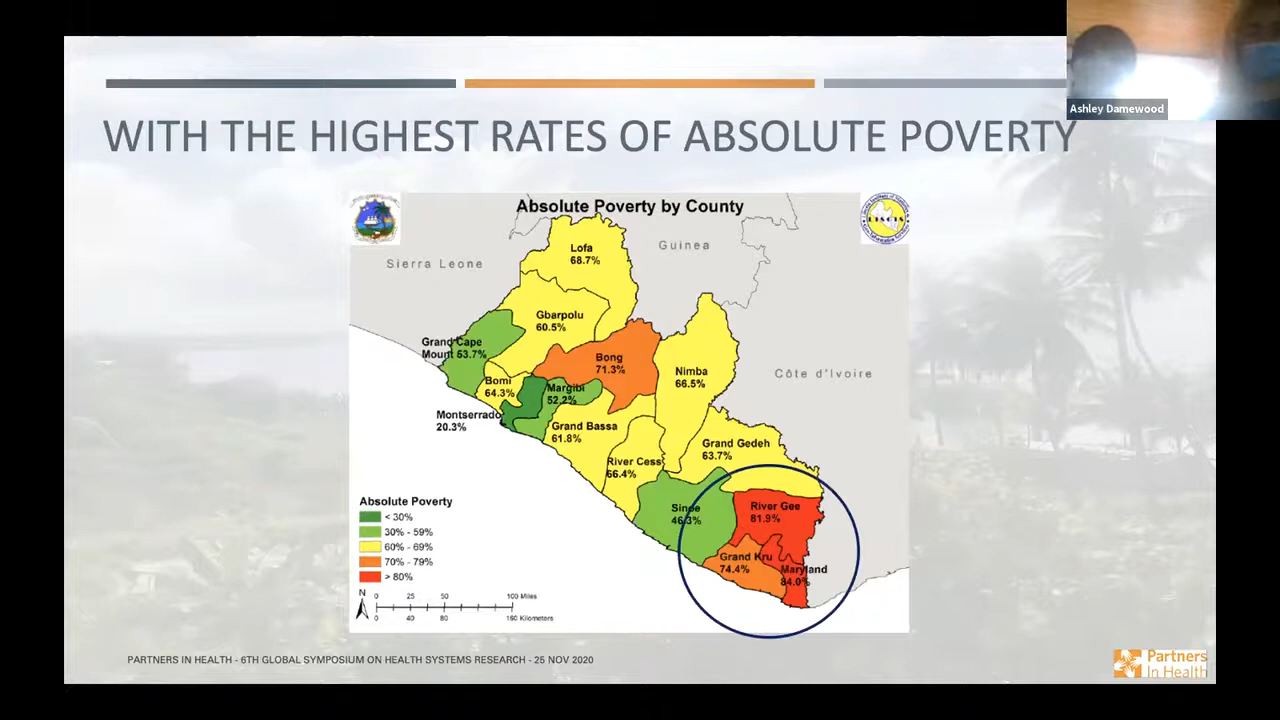 Ashley Damewood
WITH THE HIGHEST RATES OF ABSOLUTE POVERTY
Absolute Poverty by County
Guinea
Sierra Leone
Côte d'Ivoire
Lofa
68.7%
Gbarpolu
60.5%
Grand Cape
Mount 53.7%
Bong
71.3%
Nimba
66.5%
Bomi
64.3%
Margibi
52.2%
Montserrado
20.3%
Grand Bassa
61.8%
Grand Gedeh
63.7%
River Cess
66.4%
Sinoe
46.3%
River Gee
81.9%
Grand Kru
74.4%
Maryland
84.0%
Absolute Poverty
< 30%
30% - 59%
60% - 69%
70% - 79%
> 80%
N
0 25 50 100 Miles
0 40 80 160 Kilometers
PARTNERS IN HEALTH - 6TH GLOBAL SYMPOSIUM ON HEALTH SYSTEMS RESEARCH - 25 NOV 2020
Partners
In Health